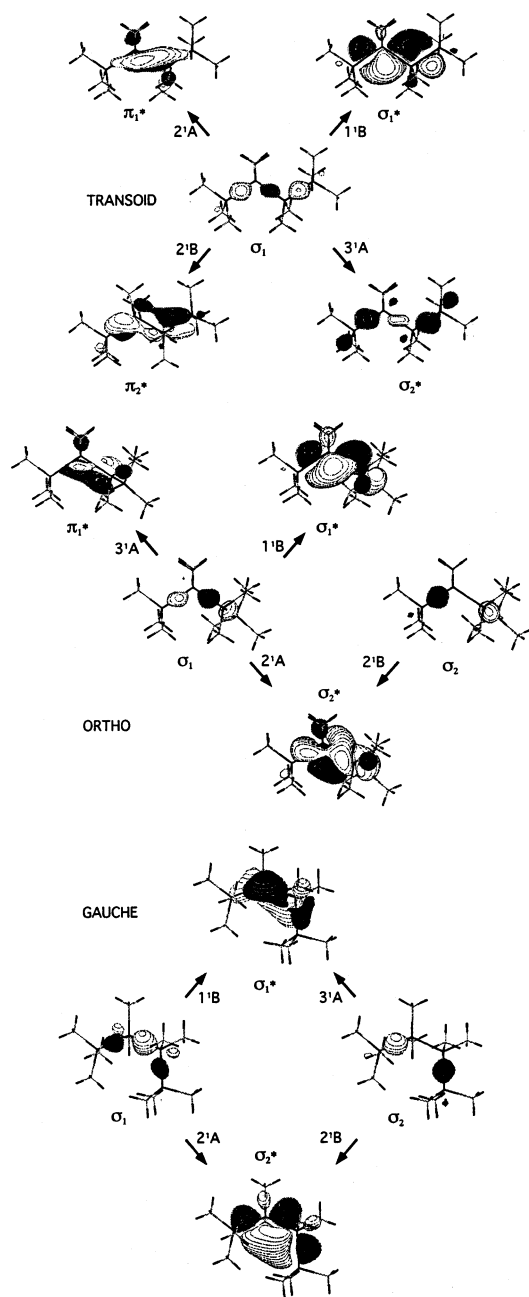 π₁*
σ₁*
2¹A
1¹B
TRANSOID
σ₁
2¹B
3¹A
π₂*
σ₂*
π₁*
σ₁*
3¹A
1¹B
σ₁
2¹A
2¹B
σ₂
σ₂*
ORTHO
GAUCHE
σ₁*
1¹B
3¹A
σ₁
σ₂
2¹A
2¹B
σ₂*